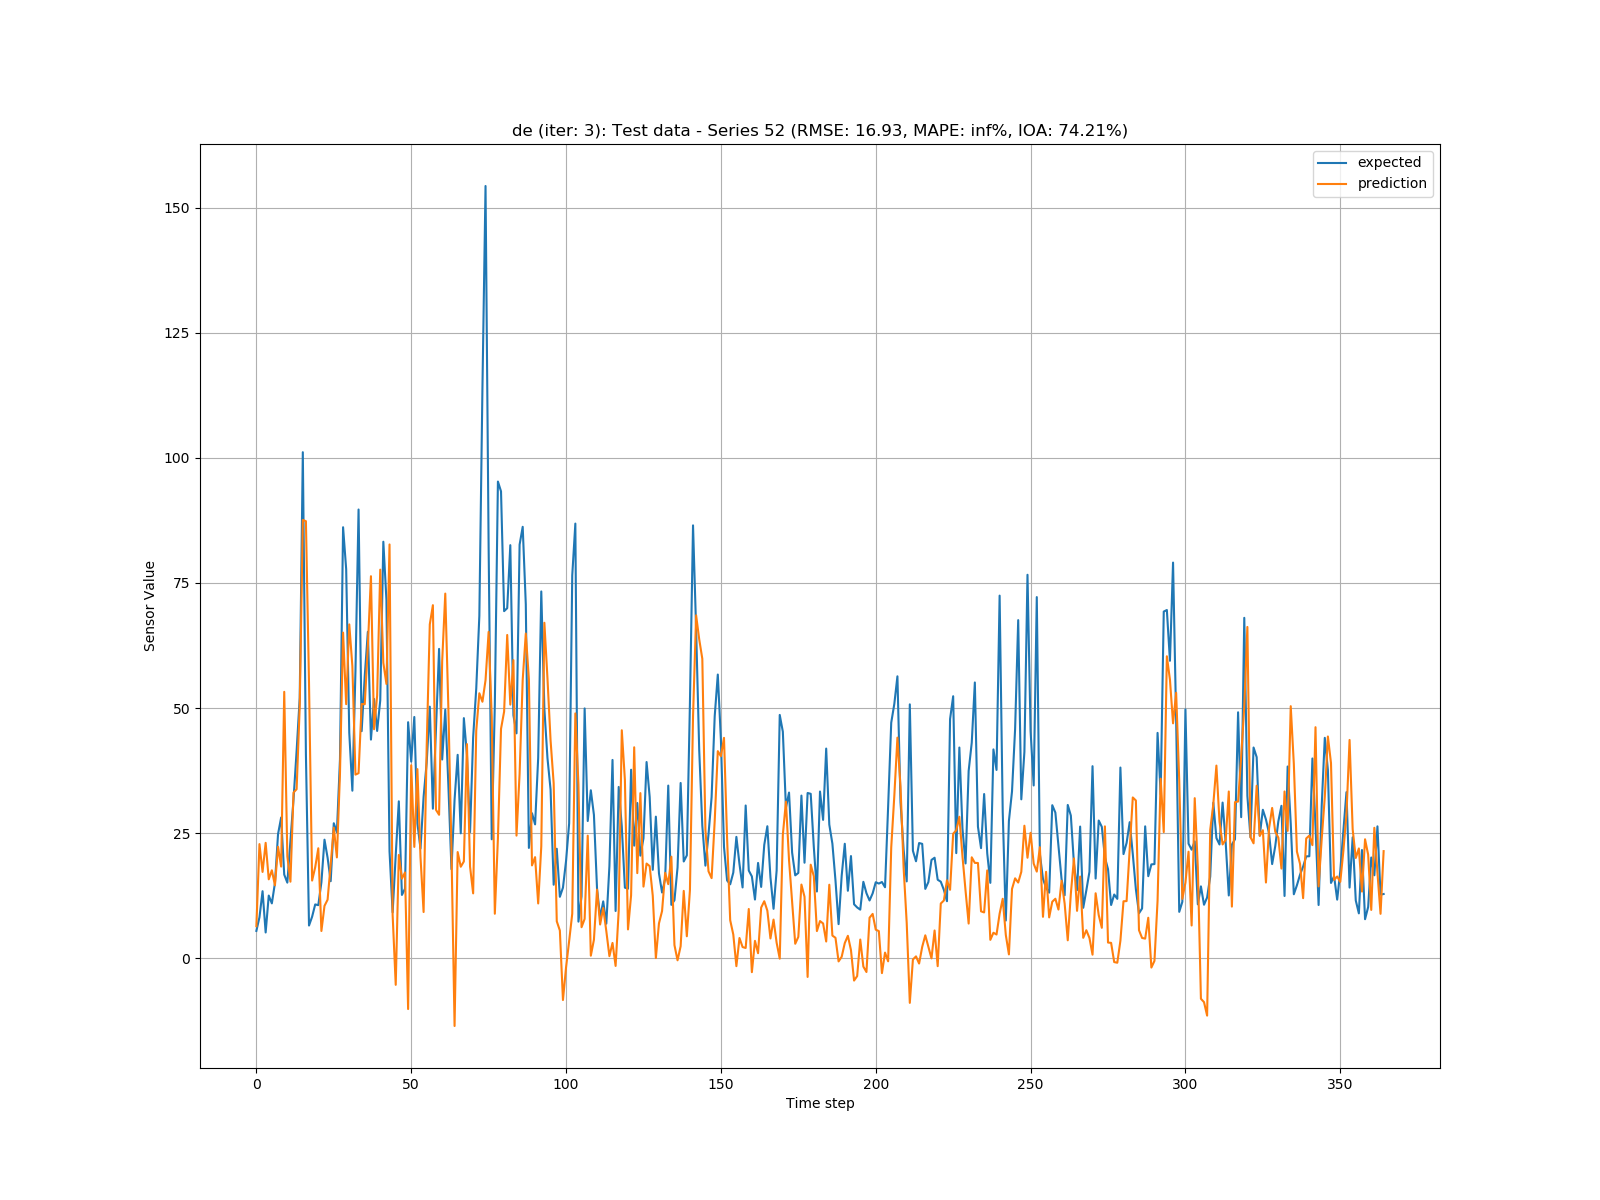 de (iter: 3): Test data - Series 52 (RMSE: 16.93, MAPE: inf%, IOA: 74.21%)
expected
prediction
150
125
100
75
50
25
0
Sensor Value
0 50 100 150 200 250 300 350
Time step